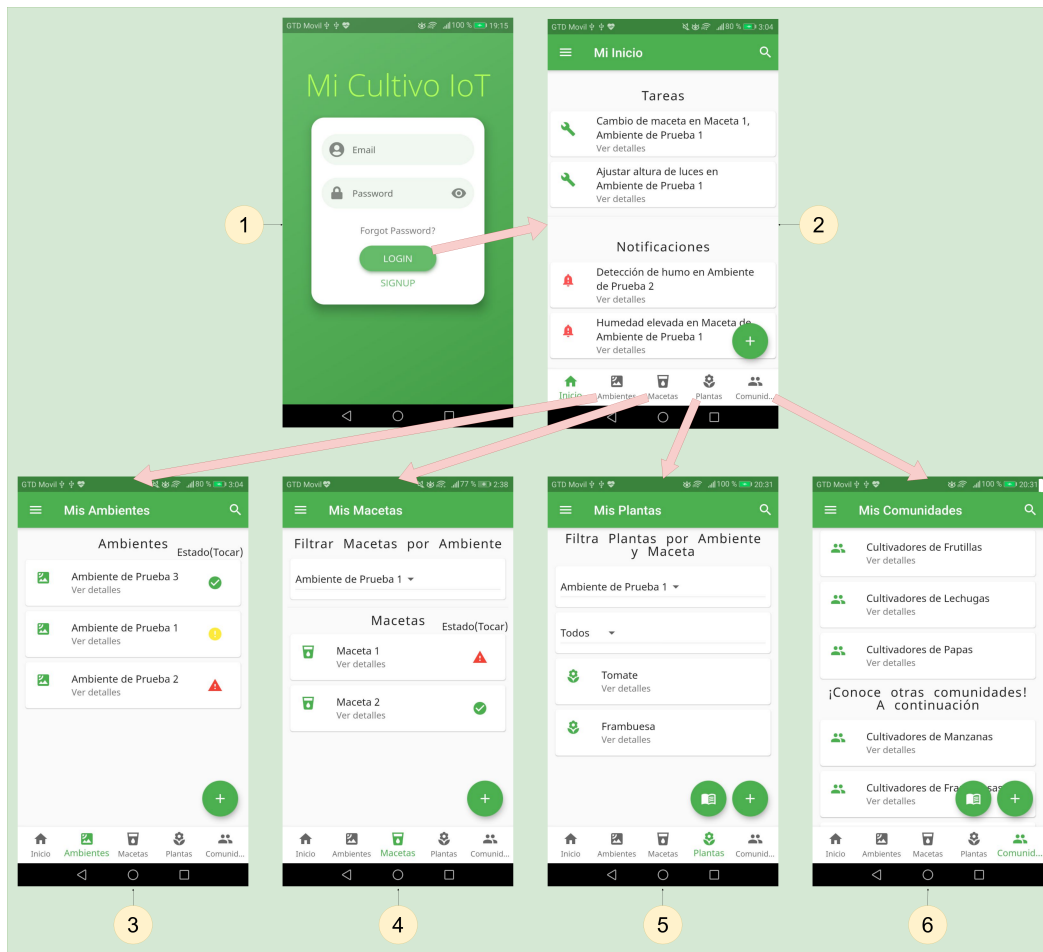 GTD Movil 100 % 19:15
Mi Cultivo IoT
Email
Password
Forgot Password?
LOGIN
SIGNUP
1
GTD Movil 80 % 3:04
Mi Inicio
Tareas
Cambio de maceta en Maceta 1,
Ambiente de Prueba 1
Ver detalles
Ajustar altura de luces en
Ambiente de Prueba 1
Ver detalles
Notificaciones
Detección de humo en Ambiente
de Prueba 2
Ver detalles
Humedad elevada en Maceta de
Ambiente de Prueba 1
Ver detalles
+
Inicio Ambientes Macetas Plantas Comunid...
2
GTD Movil 80 % 3:04
Mis Ambientes
Ambientes Estado(Tocar)
Ambiente de Prueba 3
Ver detalles
Ambiente de Prueba 1
Ver detalles
Ambiente de Prueba 2
Ver detalles
+
Inicio Ambientes Macetas Plantas Comunid...
3
GTD Movil 77 % 2:38
Mis Macetas
Filtrar Macetas por Ambiente
Ambiente de Prueba 1
Macetas Estado(Tocar)
Maceta 1
Ver detalles
Maceta 2
Ver detalles
+
Inicio Ambientes Macetas Plantas Comunid...
4
GTD Movil 100 % 20:31
Mis Plantas
Filtra Plantas por Ambiente
y Maceta
Ambiente de Prueba 1
Todos
Tomate
Ver detalles
Frambuesa
Ver detalles
+
Inicio Ambientes Macetas Plantas Comunid...
5
GTD Movil 100 % 20:31
Mis Comunidades
Cultivadores de Frutillas
Ver detalles
Cultivadores de Lechugas
Ver detalles
Cultivadores de Papas
Ver detalles
¡Conoce otras comunidades!
A continuación
Cultivadores de Manzanas
Ver detalles
Cultivadores de
Ver detalles
+
Inicio Ambientes Macetas Plantas Comunid...
6